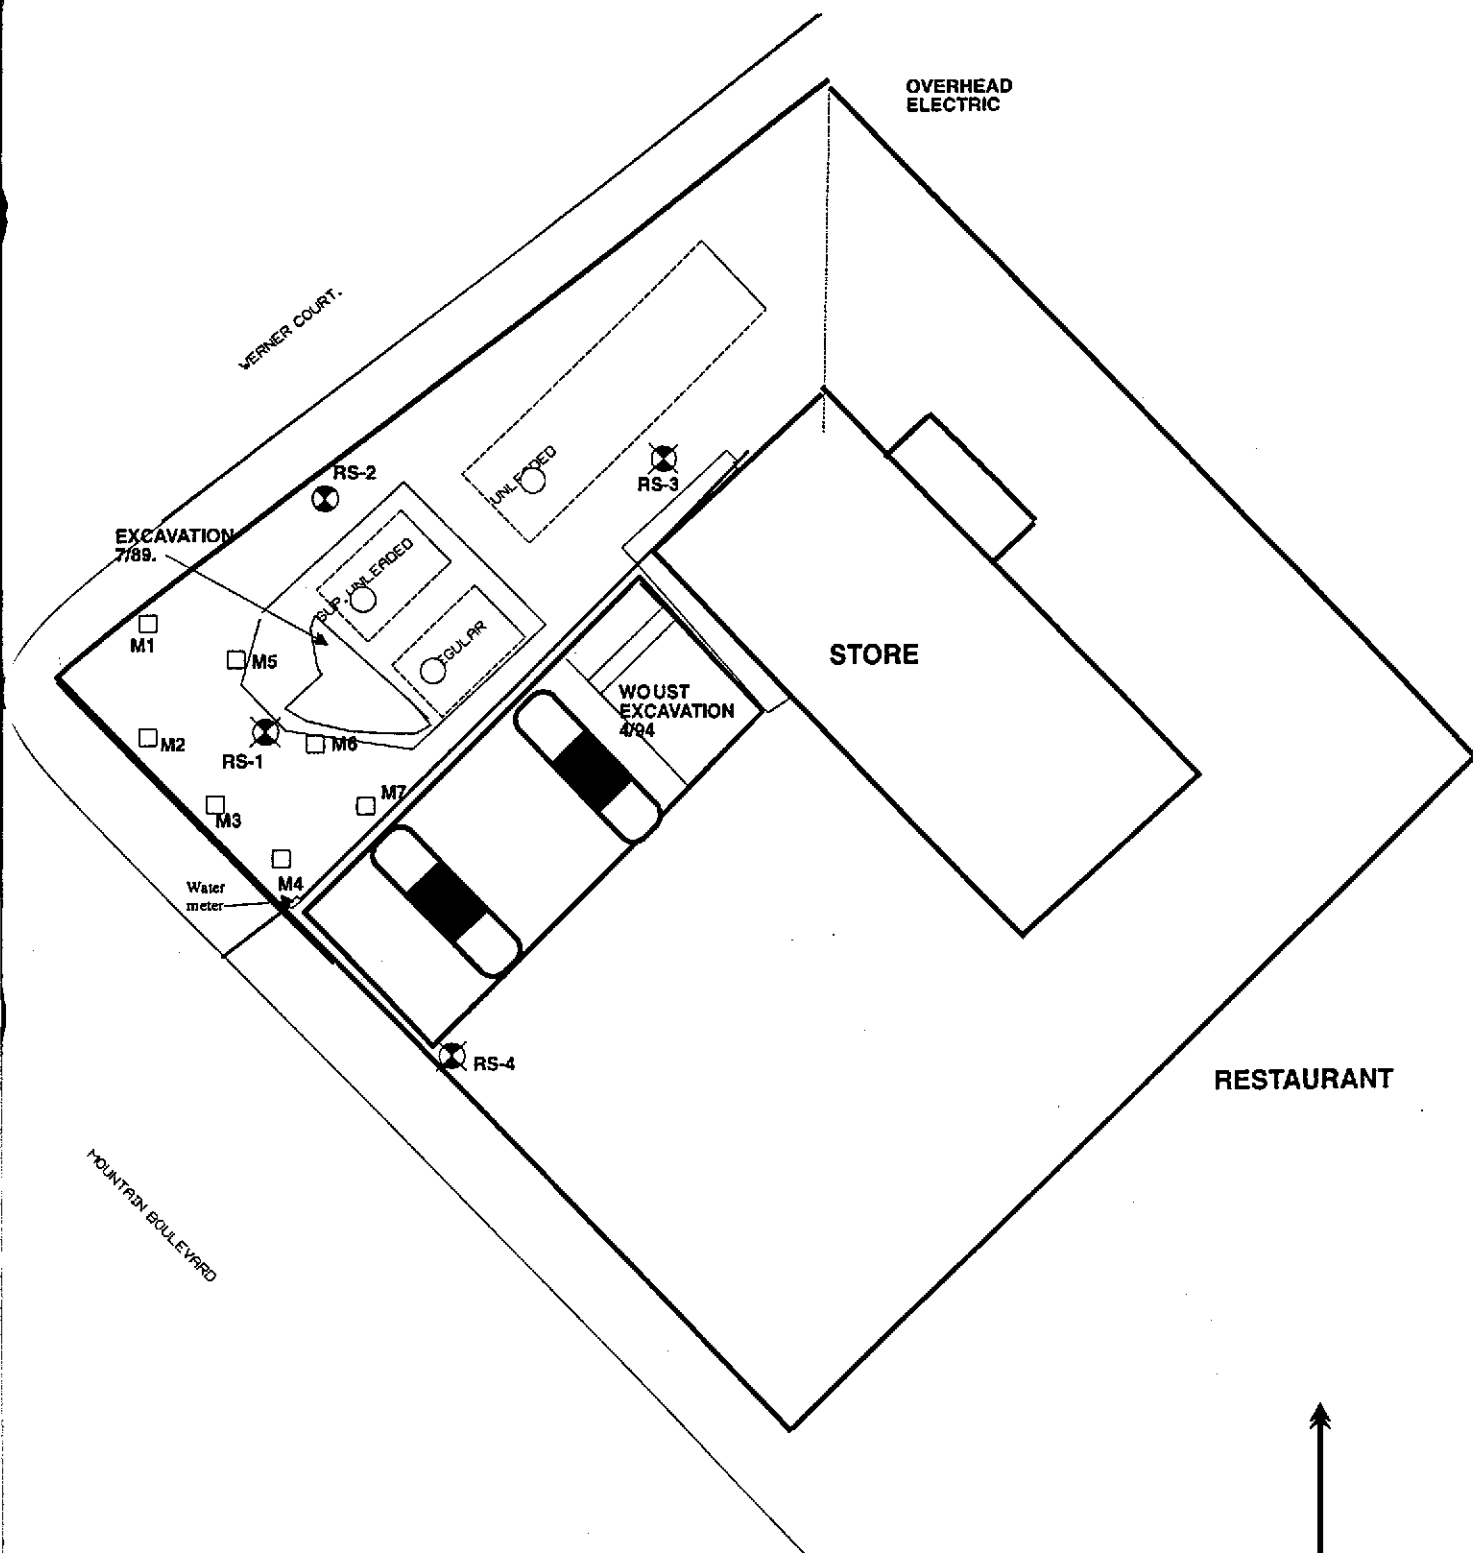 OVERHEAD
ELECTRIC
WERNER COURT.
RS-2
UNLEADED
RS-3
EXCAVATION
7/89.
SUP. UNLEADED
REGULAR
M1
M5
STORE
WOUST
EXCAVATION
4/94
M2
M6
RS-1
M7
M3
M4
Water
meter
RS-4
RESTAURANT
MOUNTAIN BOULEVARD